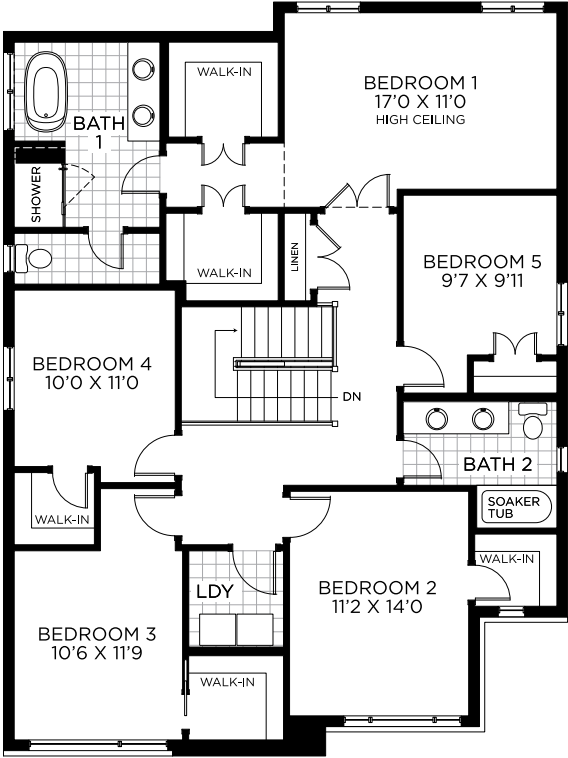 WALK-IN
BEDROOM 1
17'0 X 11'0
HIGH CEILING
BATH
1
SHOWER
WALK-IN
LINEN
BEDROOM 5
9'7 X 9'11
BEDROOM 4
10'0 X 11'0
DN
BATH 2
SOAKER
TUB
WALK-IN
WALK-IN
LDY
BEDROOM 2
11'2 X 14'0
BEDROOM 3
10'6 X 11'9
WALK-IN